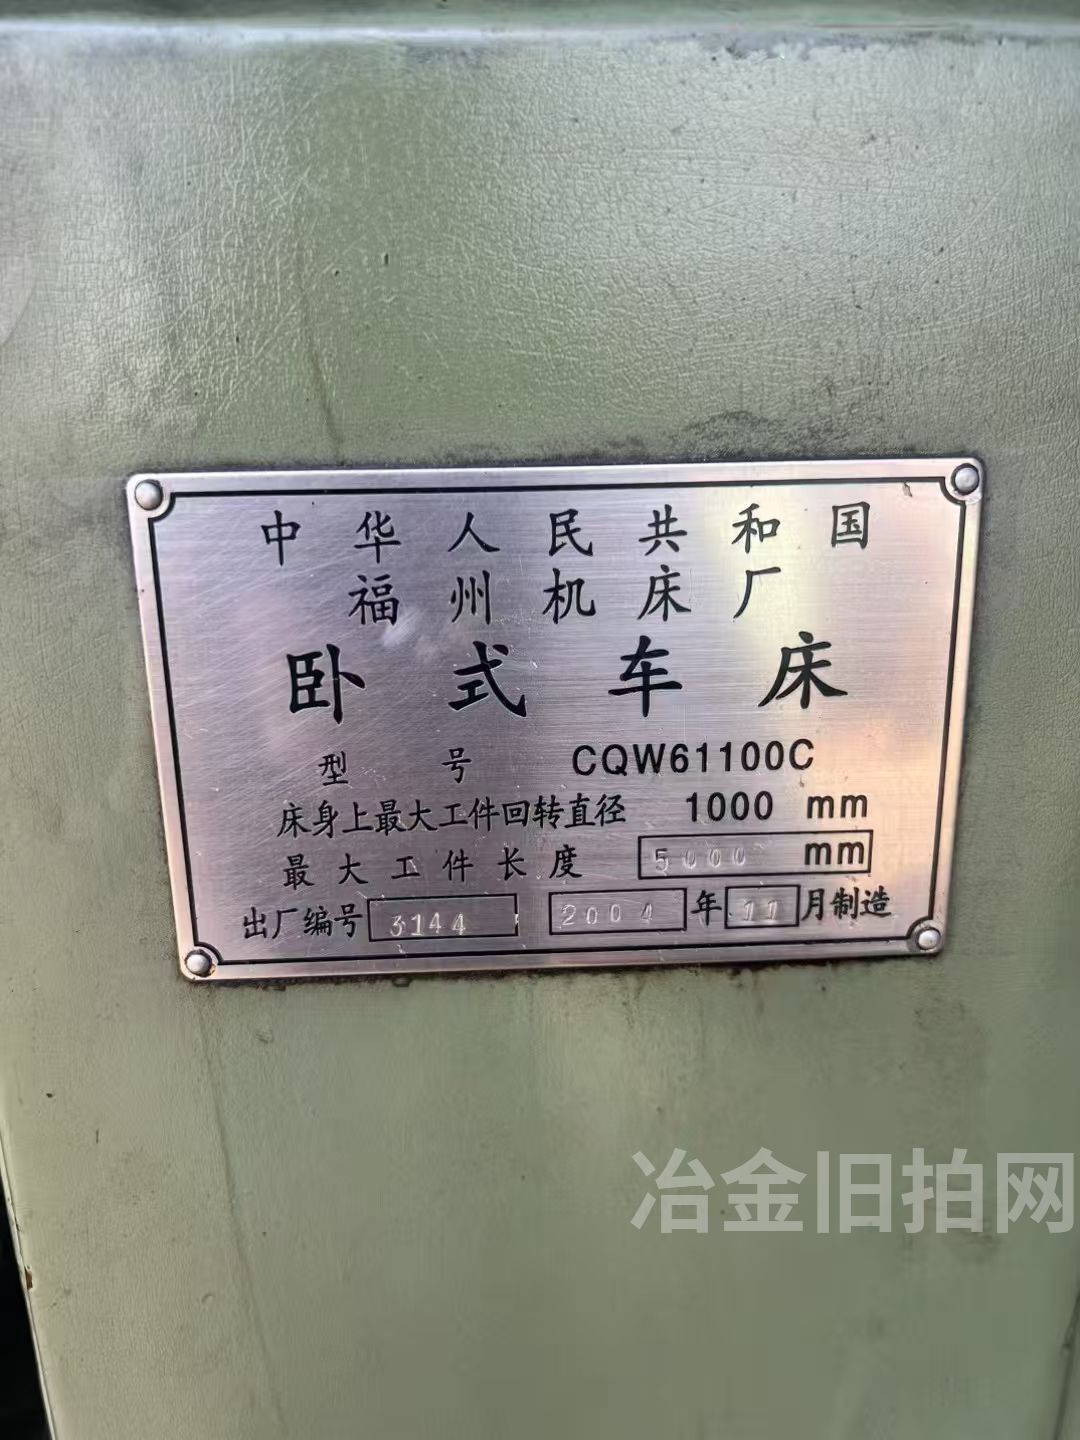 中华人民共和国
福州机床厂
卧式车床
型号 CQW61100C
床身上最大工件回转直径 1000 mm
最大工件长度 5000 mm
出厂编号 3144 2004 年 11 月制造
冶金旧拍网